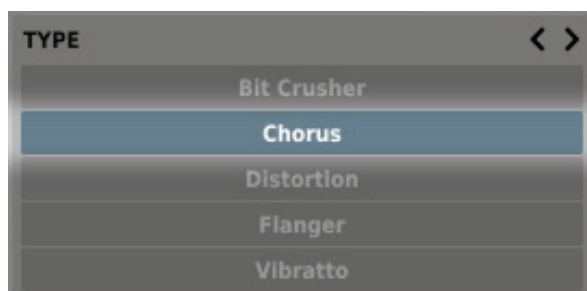 TYPE
Bit Crusher
Chorus
Distortion
Flanger
Vibratto